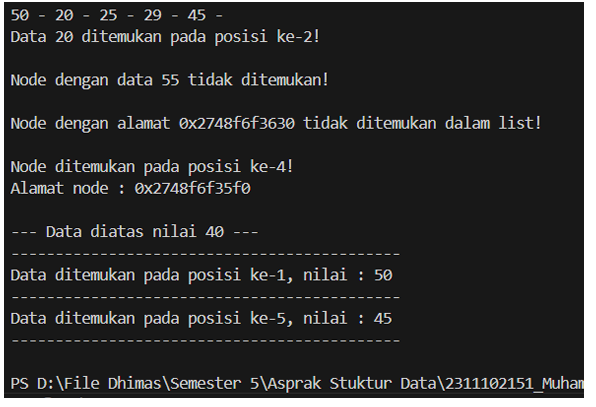 50 - 20 - 25 - 29 - 45 -
Data 20 ditemukan pada posisi ke-2!
Node dengan data 55 tidak ditemukan!
Node dengan alamat 0x2748f6f3630 tidak ditemukan dalam list!
Node ditemukan pada posisi ke-4!
Alamat node : 0x2748f6f35f0
--- Data diatas nilai 40 ---
--------------------------------------------
Data ditemukan pada posisi ke-1, nilai : 50
--------------------------------------------
Data ditemukan pada posisi ke-5, nilai : 45
--------------------------------------------
PS D:\File Dhimas\Semester 5\Asprak Stuktur Data\2311102151_Muham